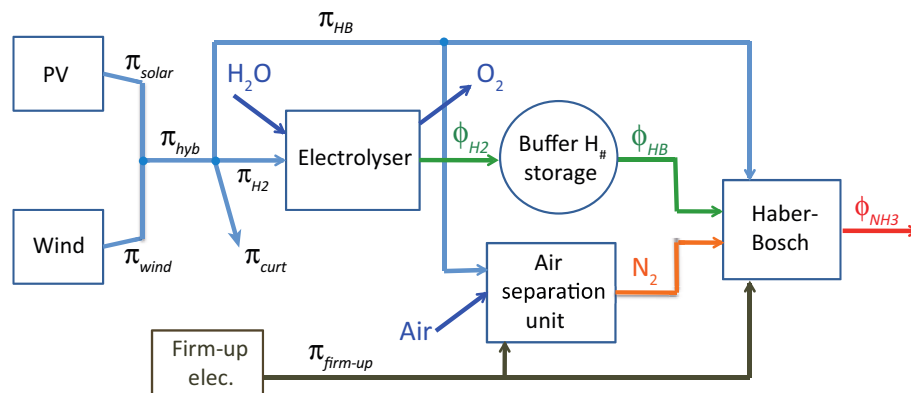 π_HB
PV
π_solar
H₂O
O₂
π_hyb
Electrolyser
ϕ_H2
Buffer H_#
storage
ϕ_HB
π_H2
Haber-
Bosch
ϕ_NH3
Wind
π_wind
π_curt
Air
separation
unit
N₂
Air
Firm-up
elec.
π_firm-up